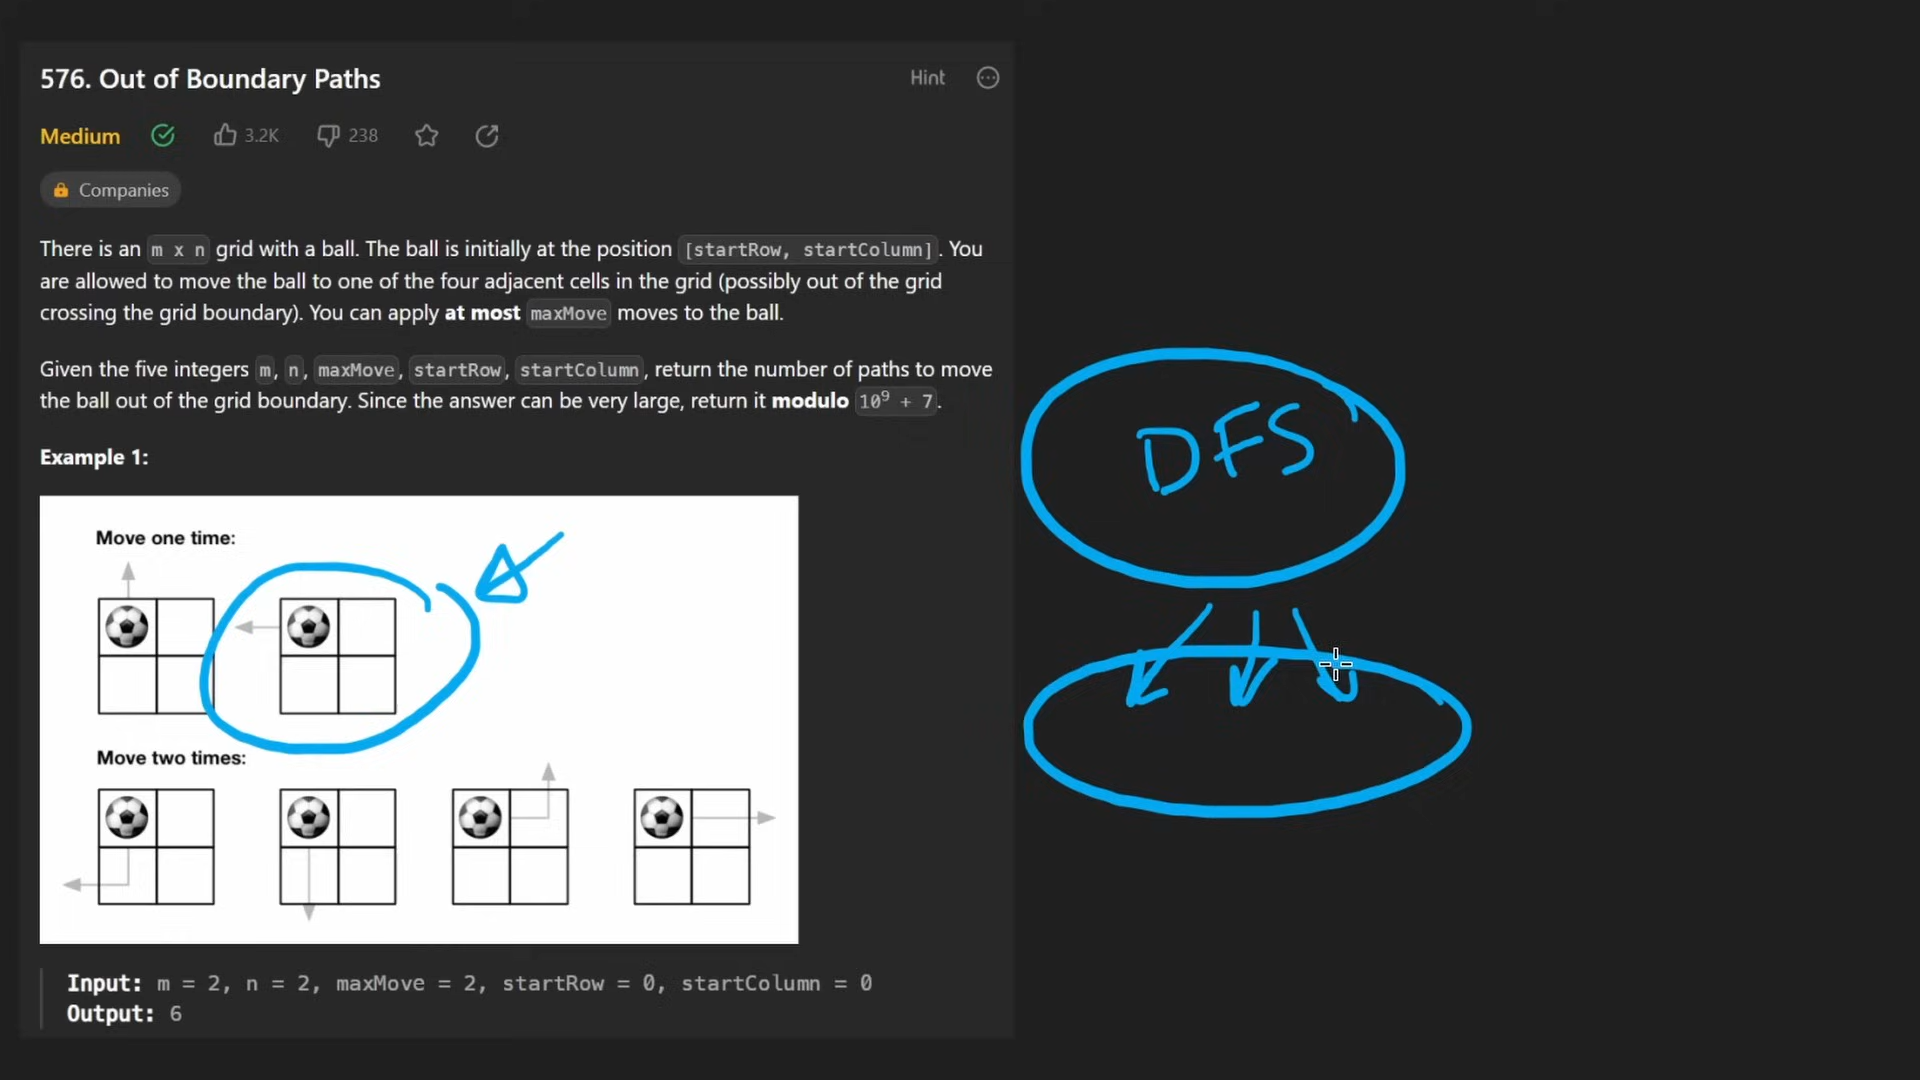 576. Out of Boundary Paths
Hint
Medium
3.2K
238
Companies
There is an m x n grid with a ball. The ball is initially at the position [startRow, startColumn]. You
are allowed to move the ball to one of the four adjacent cells in the grid (possibly out of the grid
crossing the grid boundary). You can apply at most maxMove moves to the ball.
Given the five integers m, n, maxMove, startRow, startColumn, return the number of paths to move
the ball out of the grid boundary. Since the answer can be very large, return it modulo 10⁹ + 7.
Example 1:
Move one time:
Move two times:
Input: m = 2, n = 2, maxMove = 2, startRow = 0, startColumn = 0
Output: 6
DFS